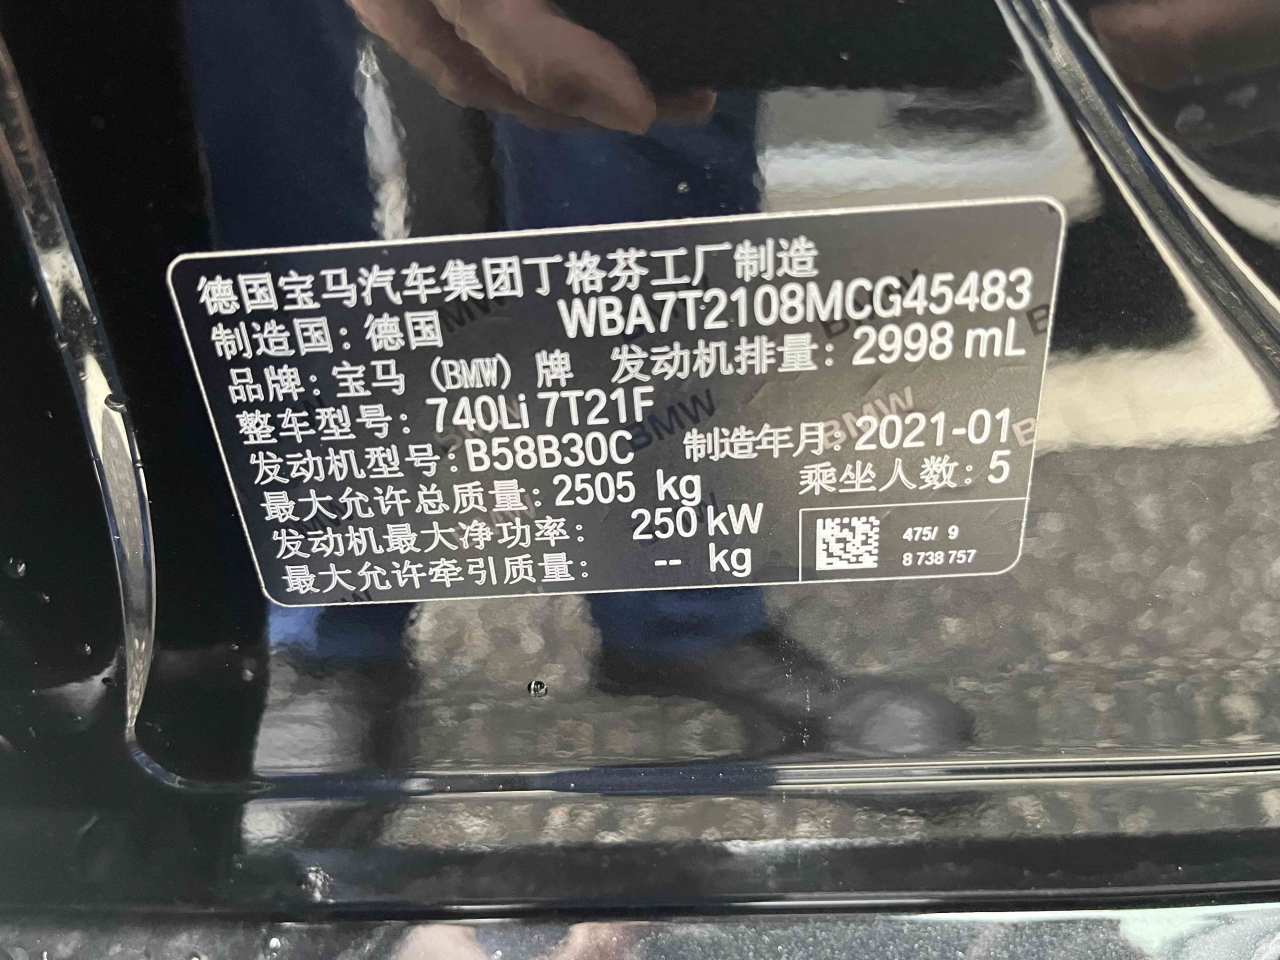 德国宝马汽车集团丁格芬工厂制造
制造国：德国 WBA7T2108MCG45483
品牌：宝马（BMW）牌 发动机排量：2998 mL
整车型号：740Li 7T21F
发动机型号：B58B30C 制造年月：2021-01
最大允许总质量：2505 kg 乘坐人数：5
发动机最大净功率： 250 kW
最大允许牵引质量： -- kg
475/ 9
8 738 757